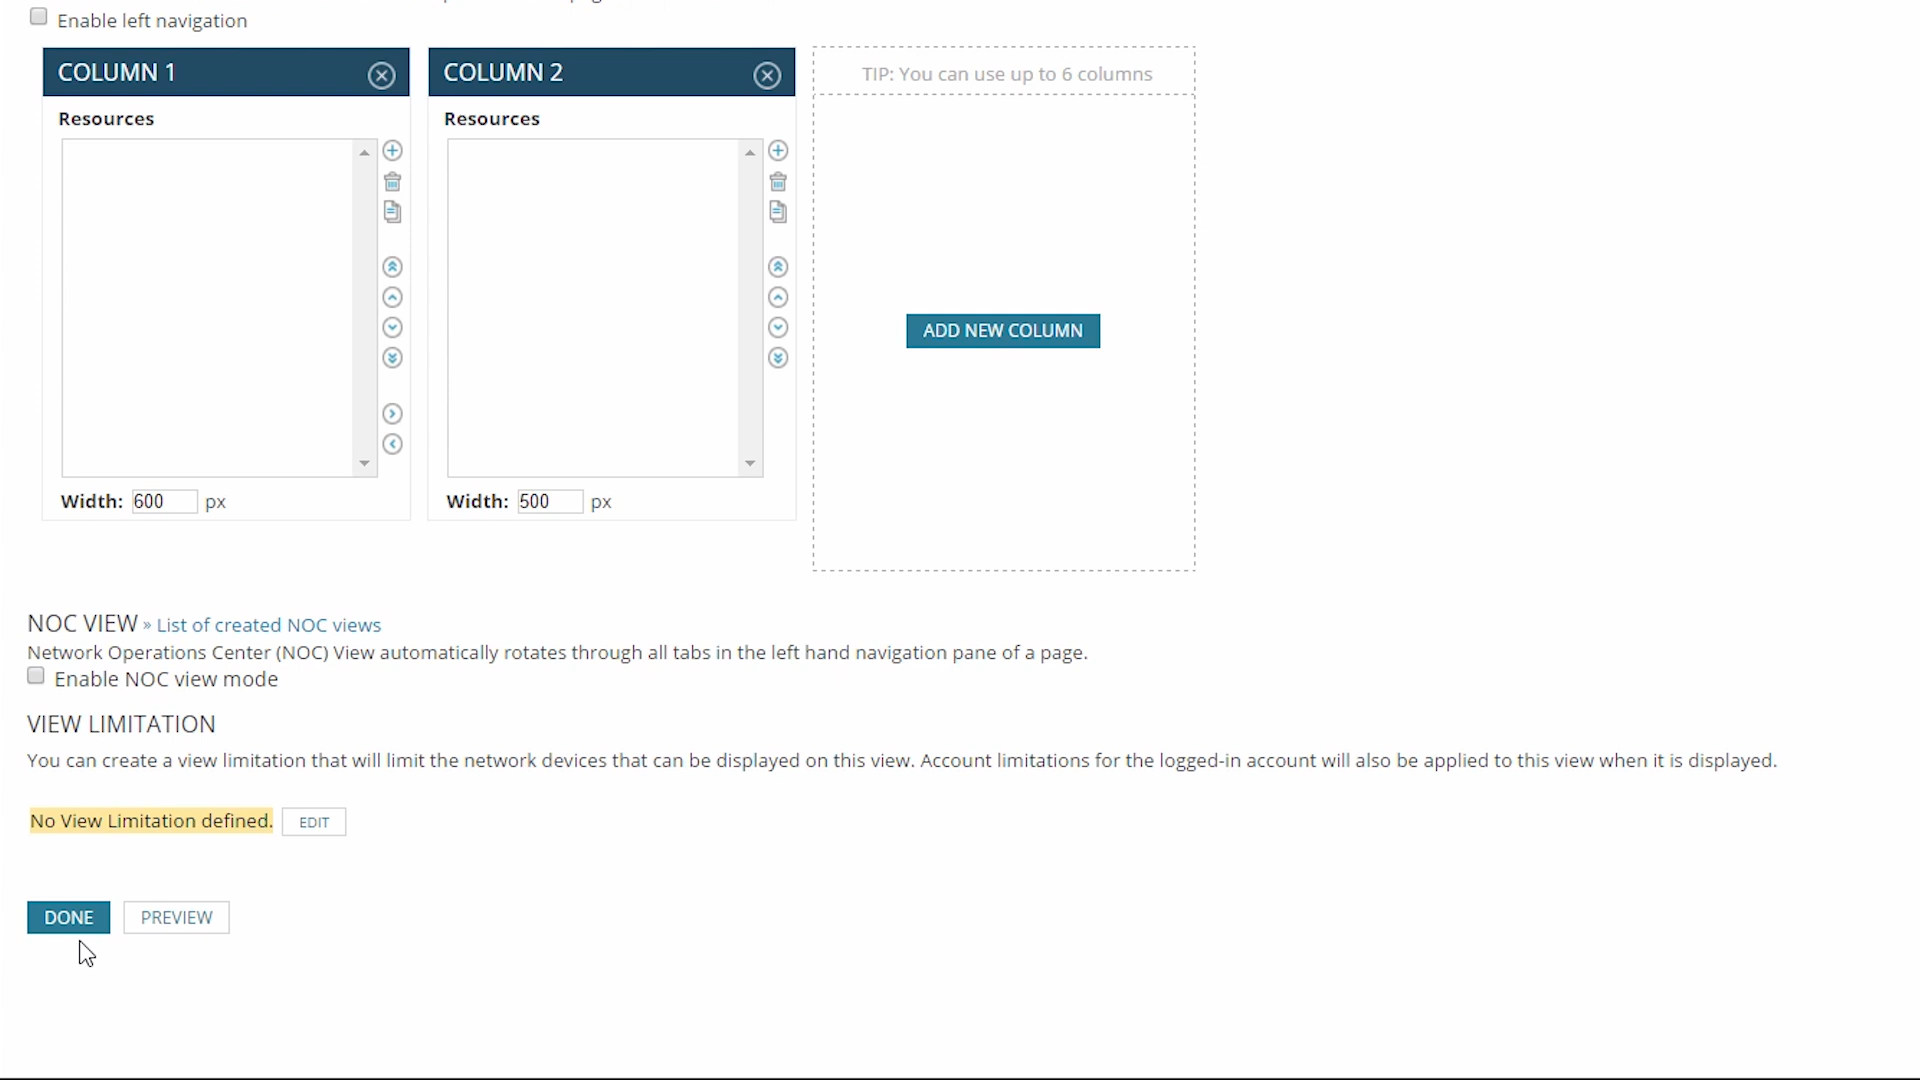 Enable left navigation
COLUMN 1
COLUMN 2
TIP: You can use up to 6 columns
Resources
Resources
ADD NEW COLUMN
Width: 600 px
Width: 500 px
NOC VIEW » List of created NOC views
Network Operations Center (NOC) View automatically rotates through all tabs in the left hand navigation pane of a page.
Enable NOC view mode
VIEW LIMITATION
You can create a view limitation that will limit the network devices that can be displayed on this view. Account limitations for the logged-in account will also be applied to this view when it is displayed.
No View Limitation defined. EDIT
DONE PREVIEW